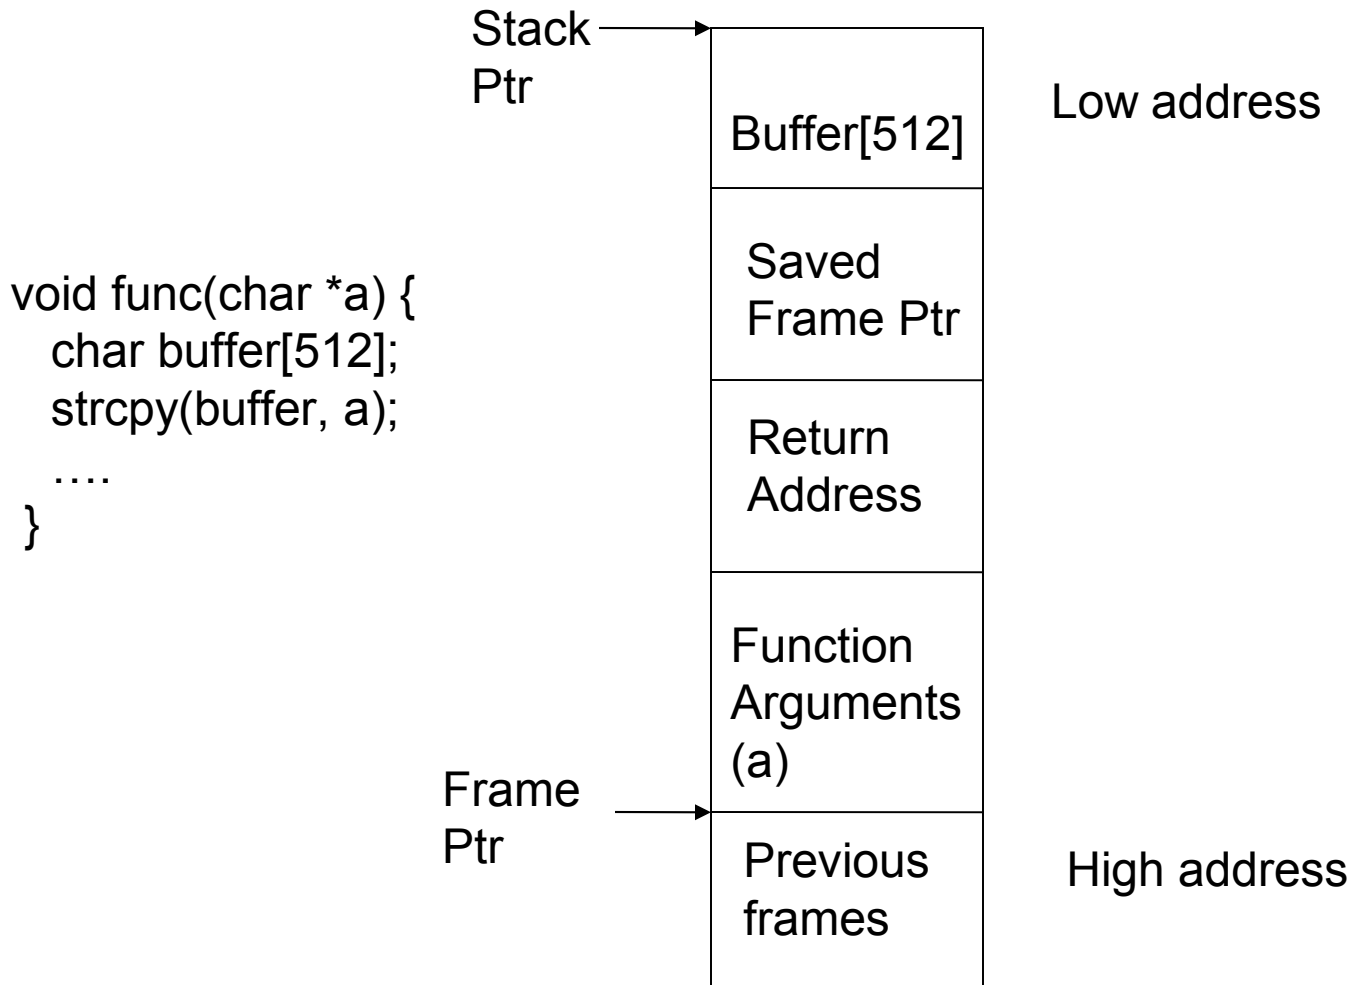 Stack
Ptr
Low address
Buffer[512]
Saved
Frame Ptr
void func(char *a) {
char buffer[512];
strcpy(buffer, a);
….
}
Return
Address
Function
Arguments
(a)
Frame
Ptr
Previous
frames
High address